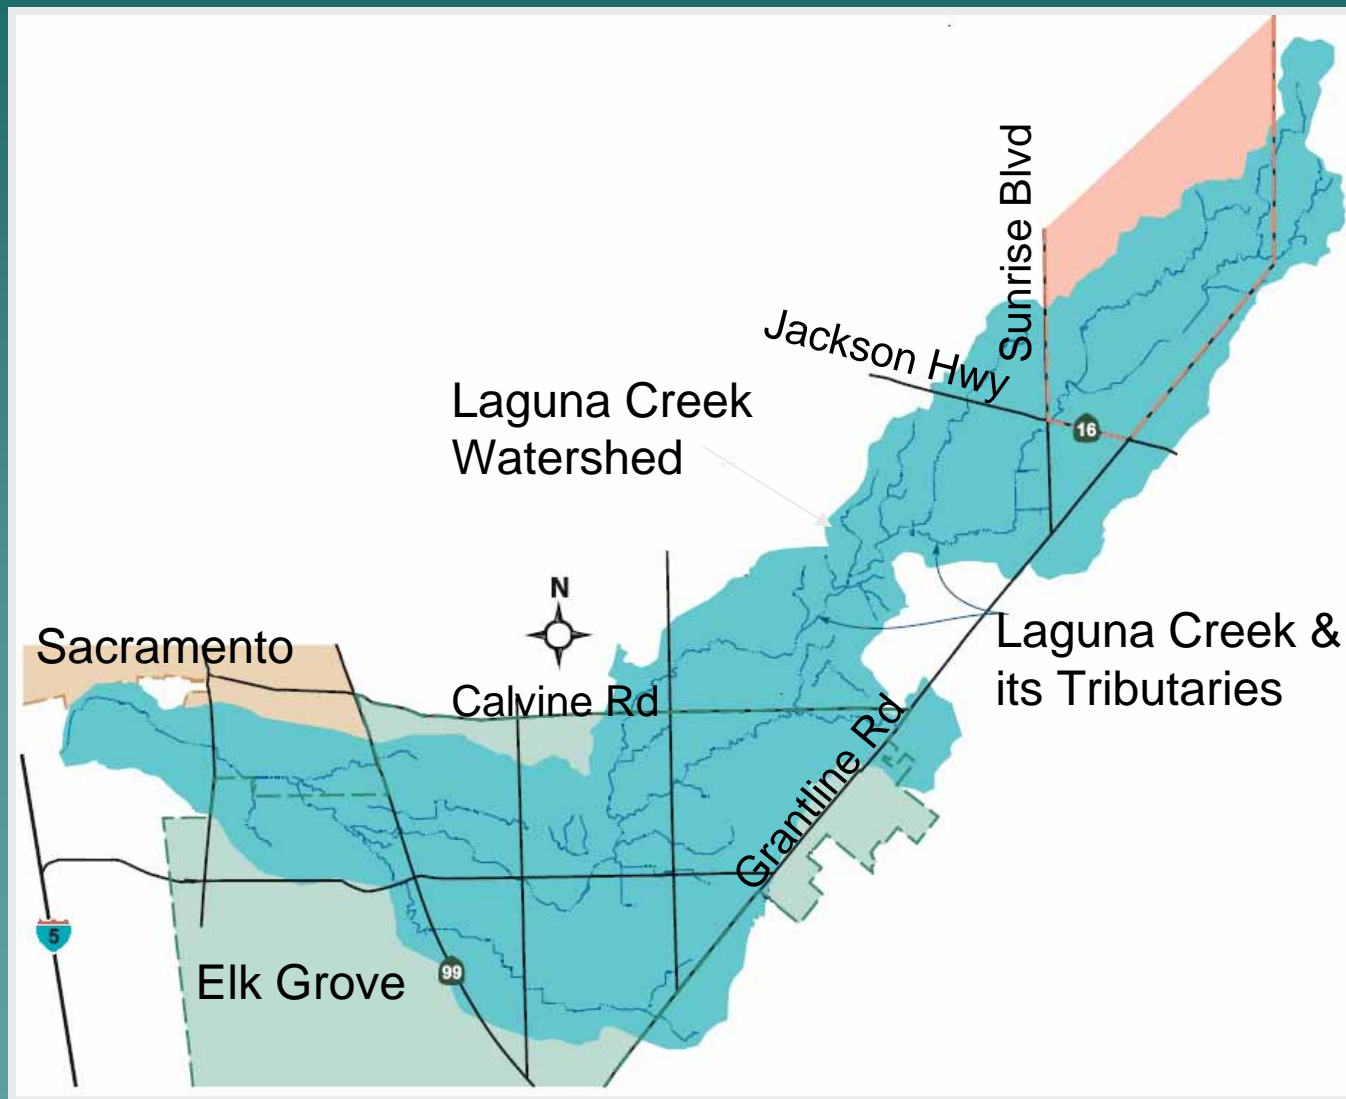 Sunrise Blvd
Jackson Hwy
Laguna Creek
Watershed
16
N
Sacramento
Calvine Rd
Laguna Creek &
its Tributaries
Grantline Rd
5
Elk Grove
99